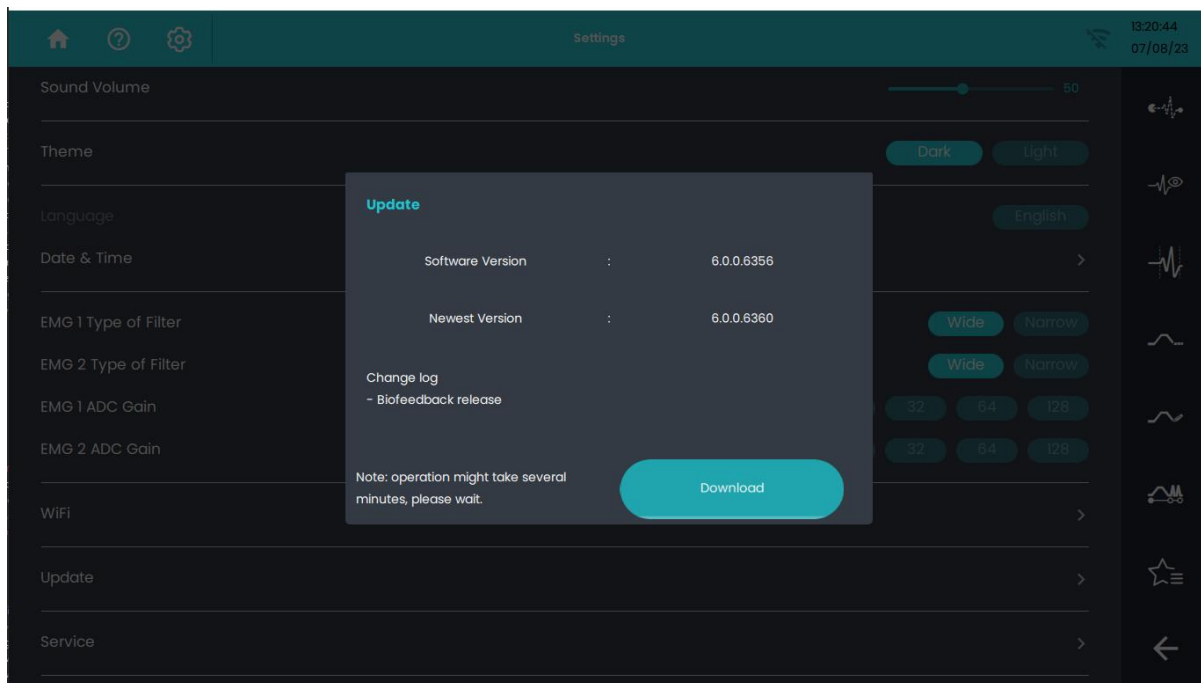 Settings
13:20:44
07/08/23
Sound Volume 50
Theme Dark Light
Language English
Date & Time
EMG 1 Type of Filter Wide Narrow
EMG 2 Type of Filter Wide Narrow
EMG 1 ADC Gain 32 64 128
EMG 2 ADC Gain 32 64 128
WiFi
Update
Service
Update
Software Version : 6.0.0.6356
Newest Version : 6.0.0.6360
Change log
- Biofeedback release
Note: operation might take several
minutes, please wait.
Download